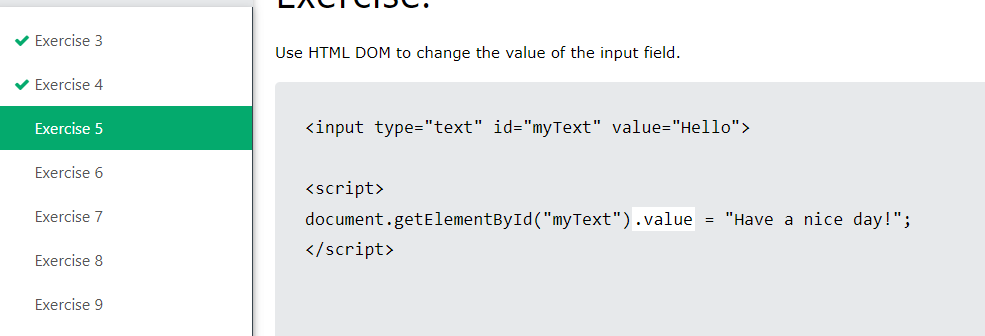 Exercise:
Exercise 3
Exercise 4
Exercise 5
Exercise 6
Exercise 7
Exercise 8
Exercise 9
Use HTML DOM to change the value of the input field.
<input type="text" id="myText" value="Hello">
<script>
document.getElementById("myText").value = "Have a nice day!";
</script>